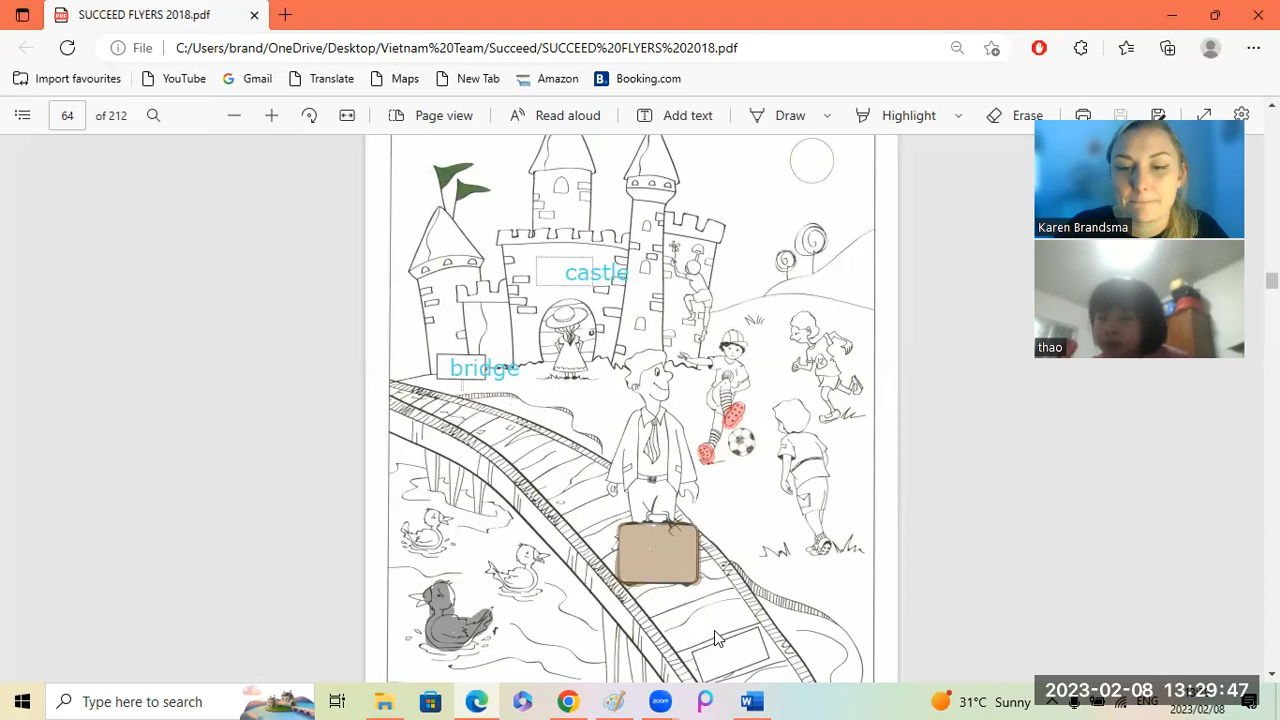 SUCCEED FLYERS 2018.pdf
File C:/Users/brand/OneDrive/Desktop/Vietnam%20Team/Succeed/SUCCEED%20FLYERS%202018.pdf
Import favourites YouTube Gmail Translate Maps New Tab Amazon Booking.com
64 of 212 Page view Read aloud Add text Draw Highlight Erase
Karen Brandsma
castle
thao
bridge
Type here to search 31°C Sunny ENG
2023-02-08 13:29:47
2023/02/08